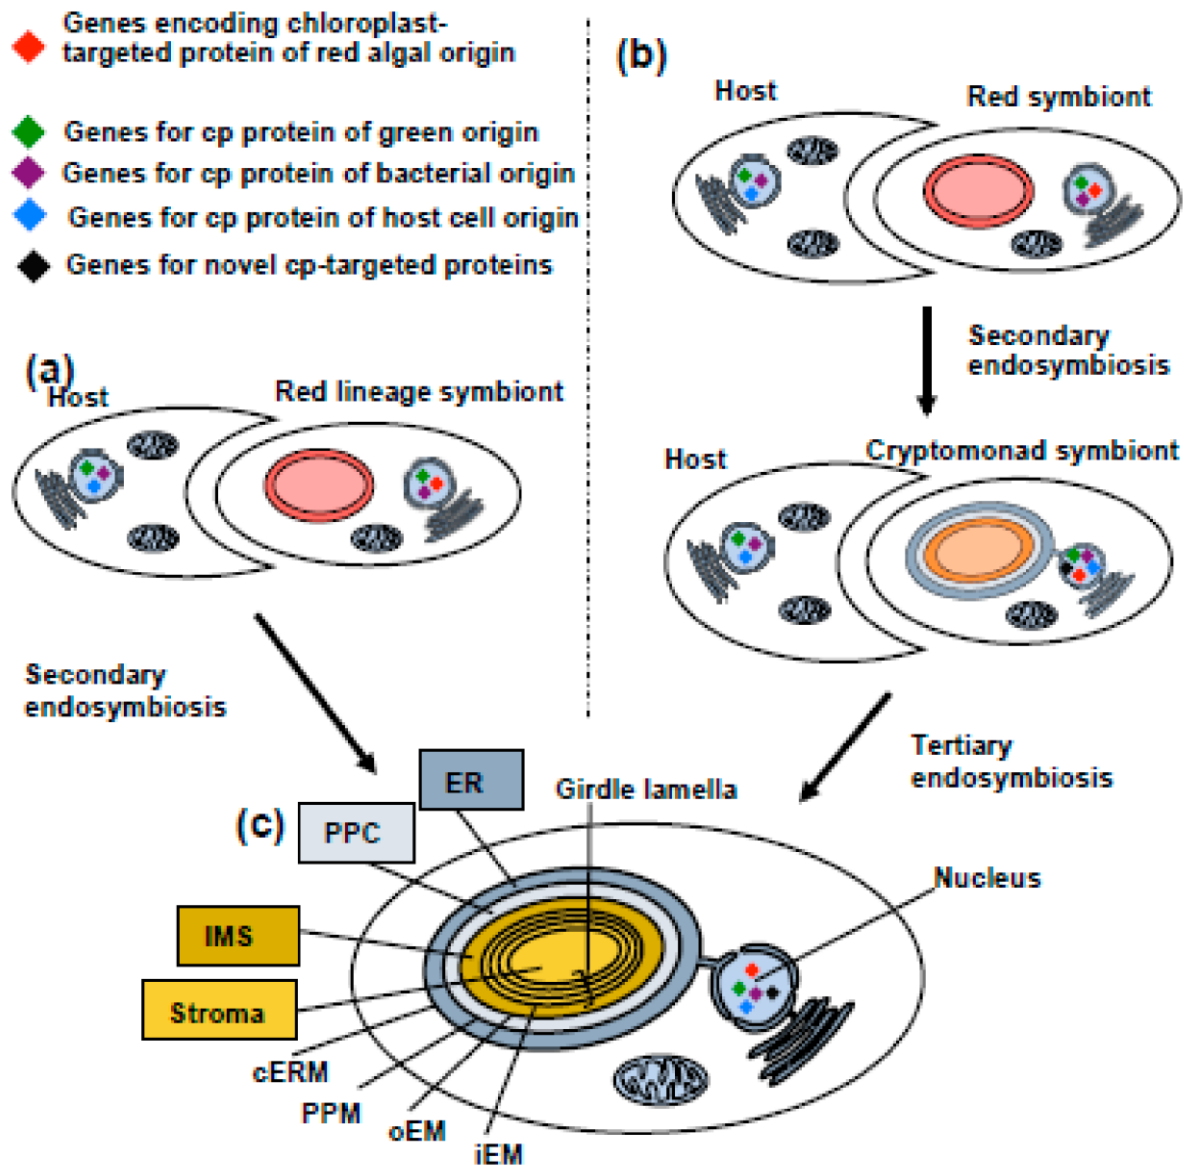 Genes encoding chloroplast-
targeted protein of red algal origin
Genes for cp protein of green origin
Genes for cp protein of bacterial origin
Genes for cp protein of host cell origin
Genes for novel cp-targeted proteins
(a)
Host
Red lineage symbiont
Secondary
endosymbiosis
(b)
Host
Red symbiont
Secondary
endosymbiosis
Host
Cryptomonad symbiont
Tertiary
endosymbiosis
(c)
ER
PPC
IMS
Stroma
Girdle lamella
Nucleus
cERM
PPM
oEM
iEM